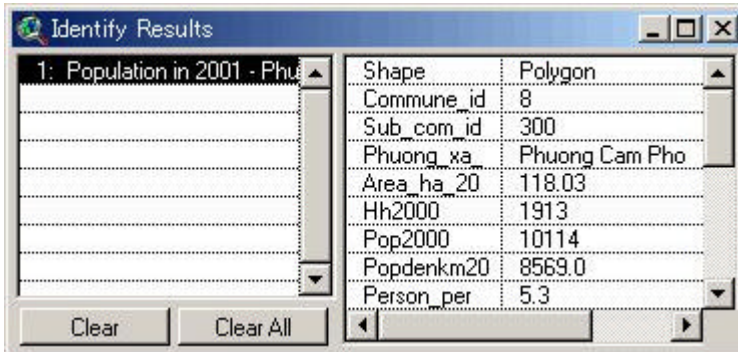 Identify Results
1: Population in 2001 - Phu
Shape Polygon
Commune_id 8
Sub_com_id 300
Phuong_xa_ Phuong Cam Pho
Area_ha_20 118.03
Hh2000 1913
Pop2000 10114
Popdenkm20 8569.0
Person_per 5.3
Clear Clear All